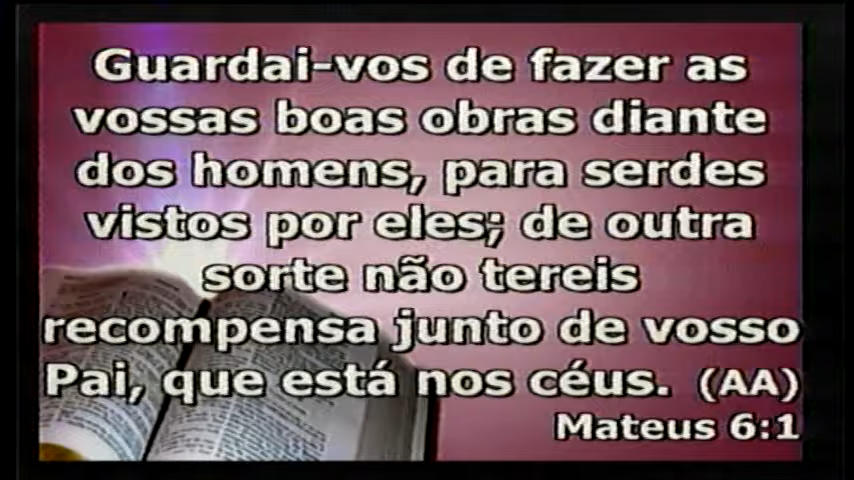 Guardai-vos de fazer as
vossas boas obras diante
dos homens, para serdes
vistos por eles; de outra
sorte não tereis
recompensa junto de vosso
Pai, que está nos céus. (AA)
Mateus 6:1